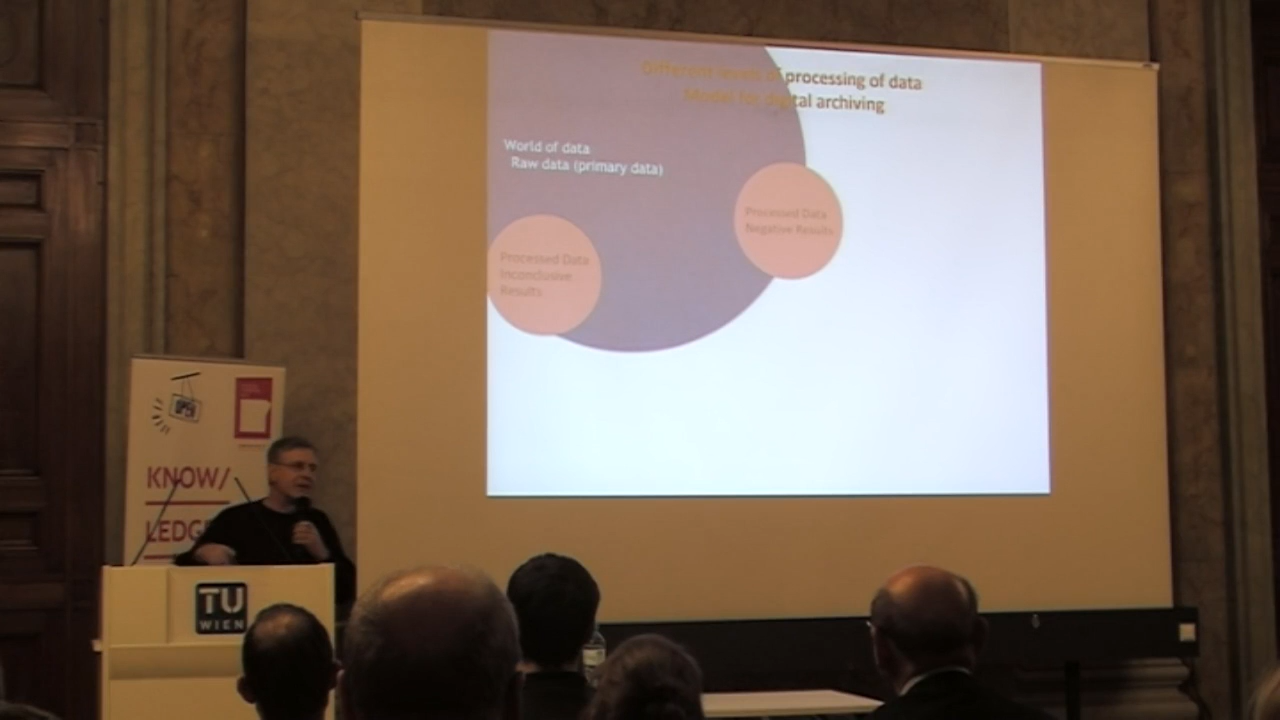 Different levels of processing of data
Model for digital archiving
World of data
Raw data (primary data)
Processed Data
Negative Results
Processed Data
Inconclusive
Results
OPEN
KNOW/
LEDG
TU
WIEN